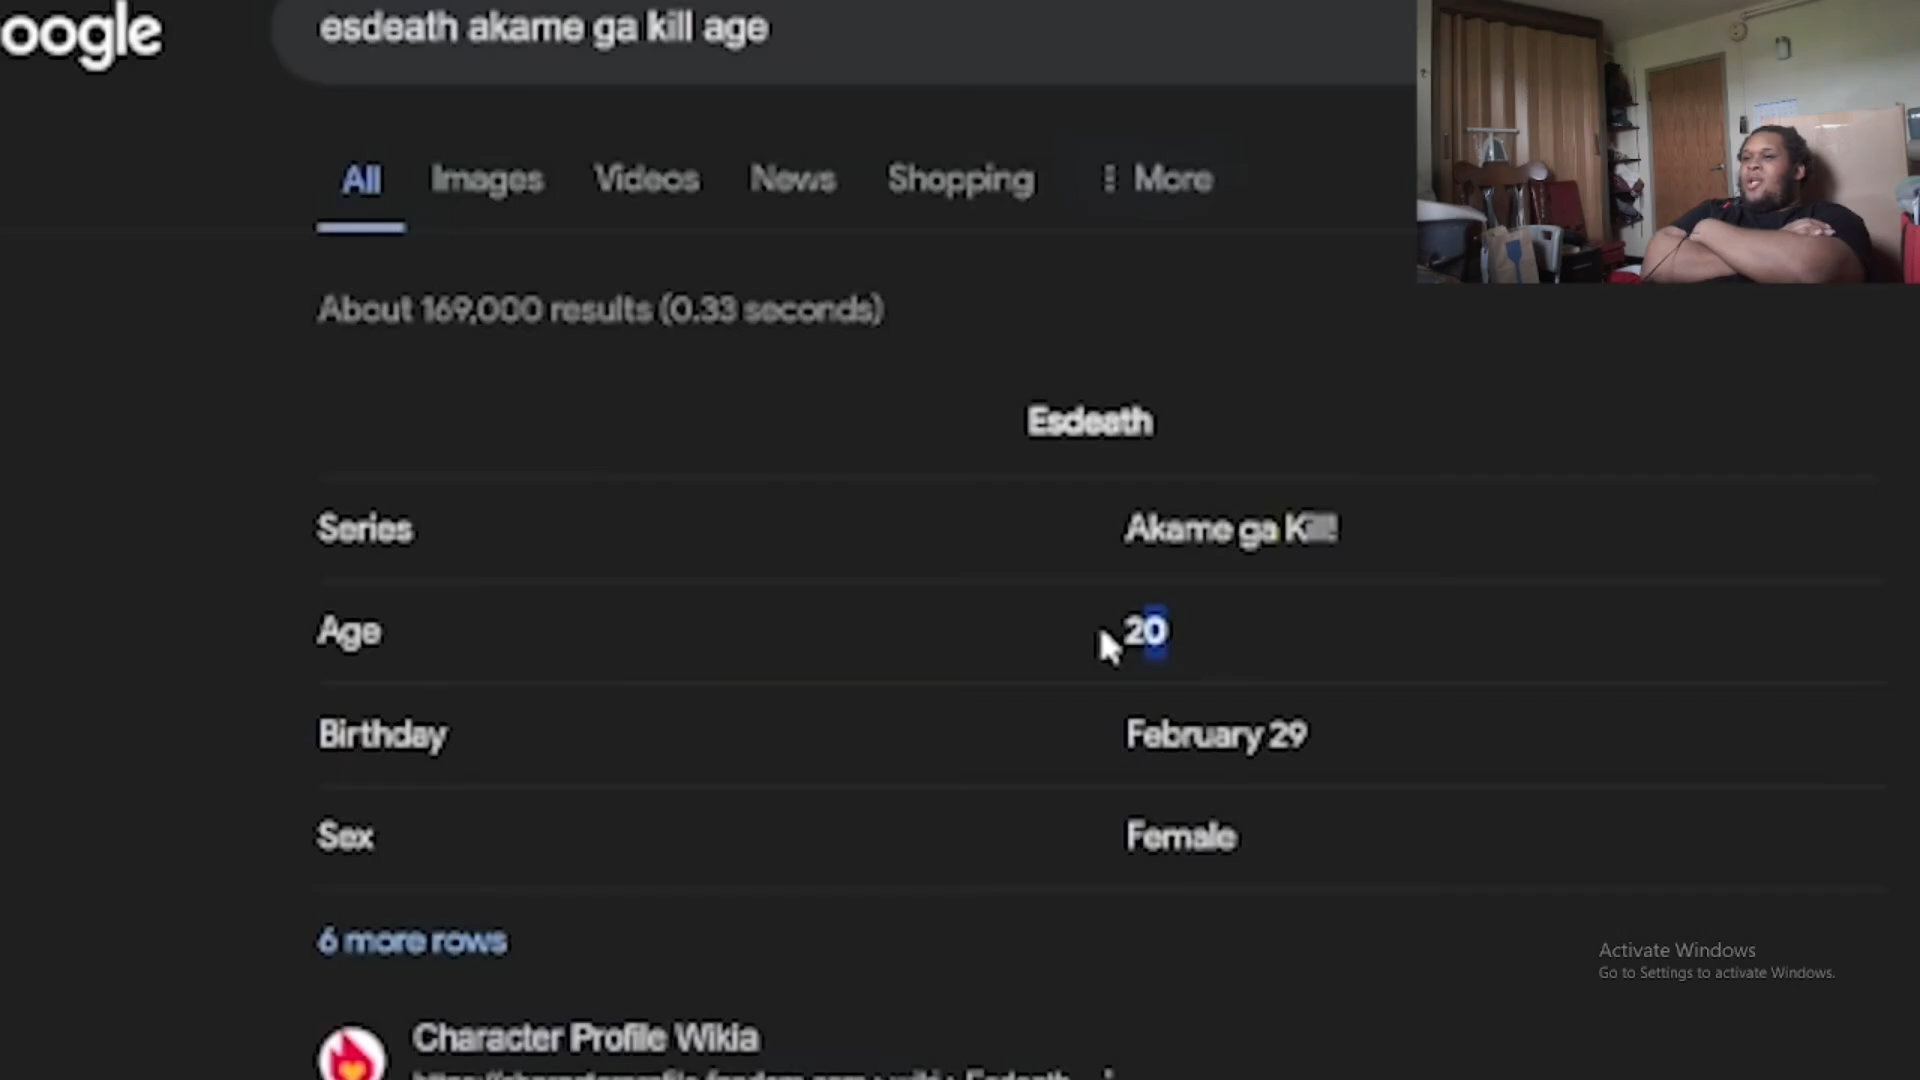 oogle
esdeath akame ga kill age
All Images Videos News Shopping More
About 169,000 results (0.33 seconds)
Esdeath
Series Akame ga Kill!
Age 20
Birthday February 29
Sex Female
6 more rows
Activate Windows
Go to Settings to activate Windows.
Character Profile Wikia